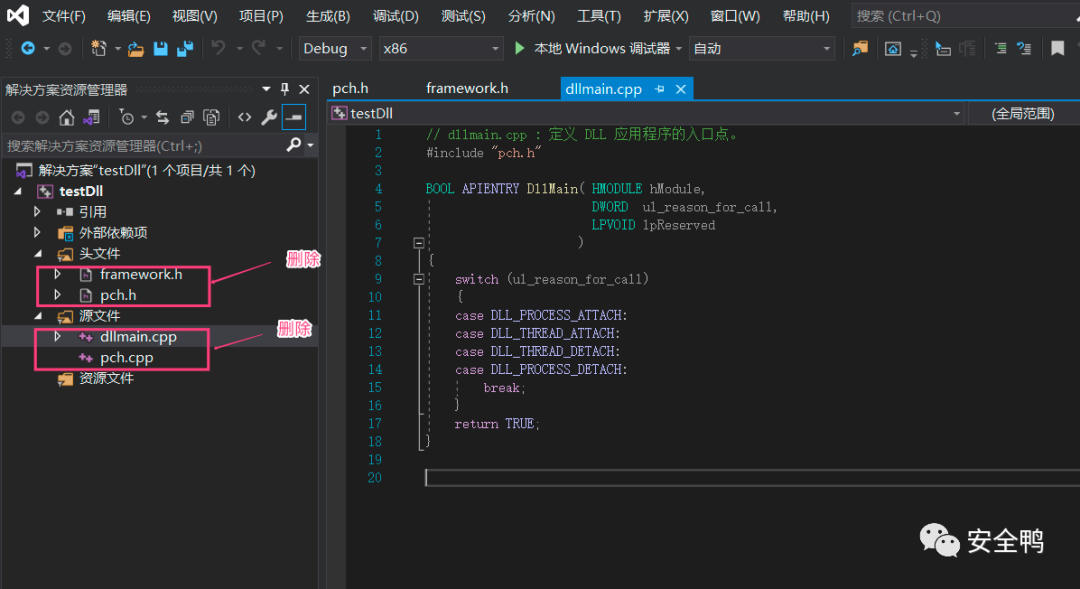 文件(F) 编辑(E) 视图(V) 项目(P) 生成(B) 调试(D) 测试(S) 分析(N) 工具(T) 扩展(X) 窗口(W) 帮助(H) 搜索 (Ctrl+Q)
Debug x86 本地 Windows 调试器 自动
解决方案资源管理器
搜索解决方案资源管理器(Ctrl+;)
解决方案"testDll"(1 个项目/共 1 个)
testDll
引用
外部依赖项
头文件
framework.h
pch.h
删除
源文件
dllmain.cpp
pch.cpp
删除
资源文件
pch.h framework.h dllmain.cpp
testDll (全局范围)
1 // dllmain.cpp : 定义 DLL 应用程序的入口点。
2 #include "pch.h"
3
4 BOOL APIENTRY DllMain( HMODULE hModule,
5 DWORD ul_reason_for_call,
6 LPVOID lpReserved
7 )
8 {
9 switch (ul_reason_for_call)
10 {
11 case DLL_PROCESS_ATTACH:
12 case DLL_THREAD_ATTACH:
13 case DLL_THREAD_DETACH:
14 case DLL_PROCESS_DETACH:
15 break;
16 }
17 return TRUE;
18 }
19
20
安全鸭